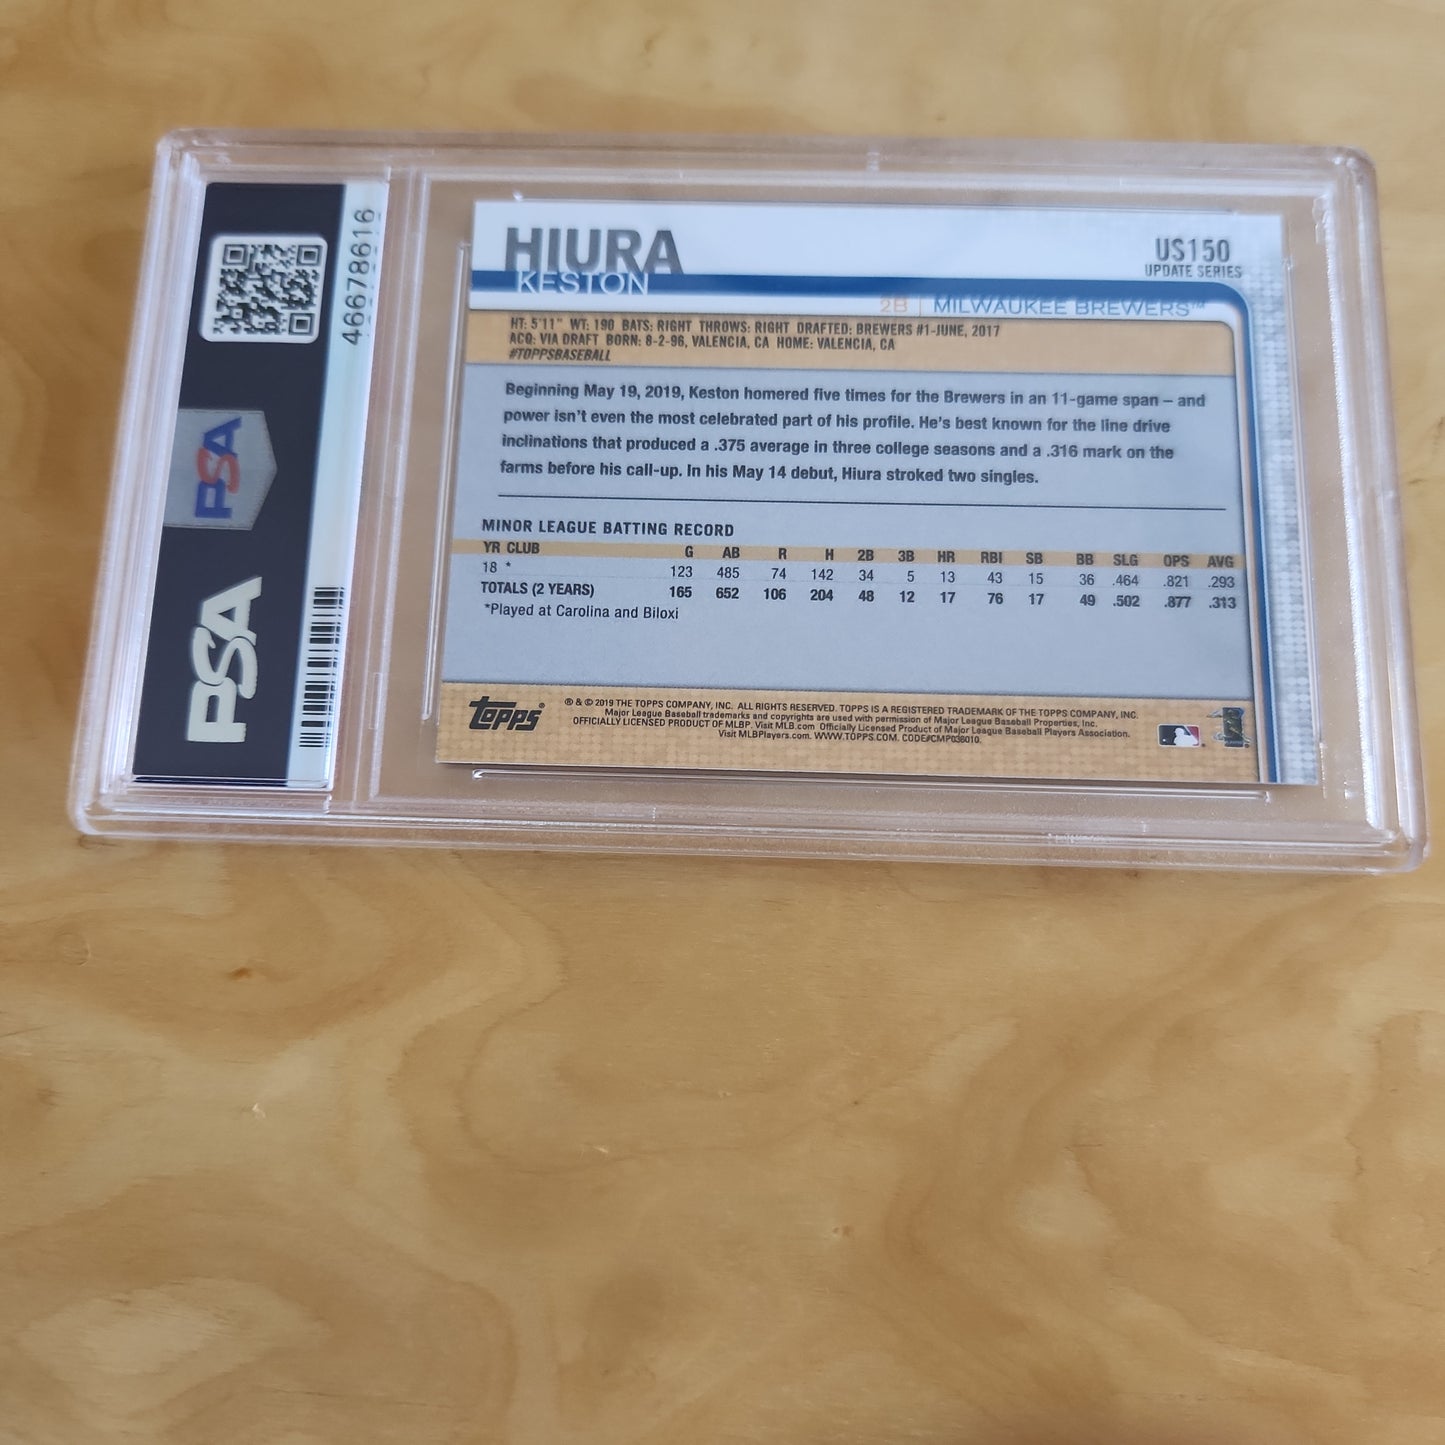 46678616
PSA
PSA
HIURA
KESTON
US150
UPDATE SERIES
2B | MILWAUKEE BREWERS™
HT: 5'11" WT: 190 BATS: RIGHT THROWS: RIGHT DRAFTED: BREWERS #1-JUNE, 2017
ACQ: VIA DRAFT BORN: 8-2-96, VALENCIA, CA HOME: VALENCIA, CA
#TOPPSBASEBALL
Beginning May 19, 2019, Keston homered five times for the Brewers in an 11-game span – and
power isn't even the most celebrated part of his profile. He's best known for the line drive
inclinations that produced a .375 average in three college seasons and a .316 mark on the
farms before his call-up. In his May 14 debut, Hiura stroked two singles.
MINOR LEAGUE BATTING RECORD
YR CLUB G AB R H 2B 3B HR RBI SB BB SLG OPS AVG
18 * 123 485 74 142 34 5 13 43 15 36 .464 .821 .293
TOTALS (2 YEARS) 165 652 106 204 48 12 17 76 17 49 .502 .877 .313
*Played at Carolina and Biloxi
topps®
® & © 2019 THE TOPPS COMPANY, INC. ALL RIGHTS RESERVED. TOPPS IS A REGISTERED TRADEMARK OF THE TOPPS COMPANY, INC.
Major League Baseball trademarks and copyrights are used with permission of Major League Baseball Properties, Inc.
OFFICIALLY LICENSED PRODUCT OF MLBP. Visit MLB.com Officially Licensed Product of Major League Baseball Players Association.
Visit MLBPlayers.com. WWW.TOPPS.COM. CODE#CMP038010.